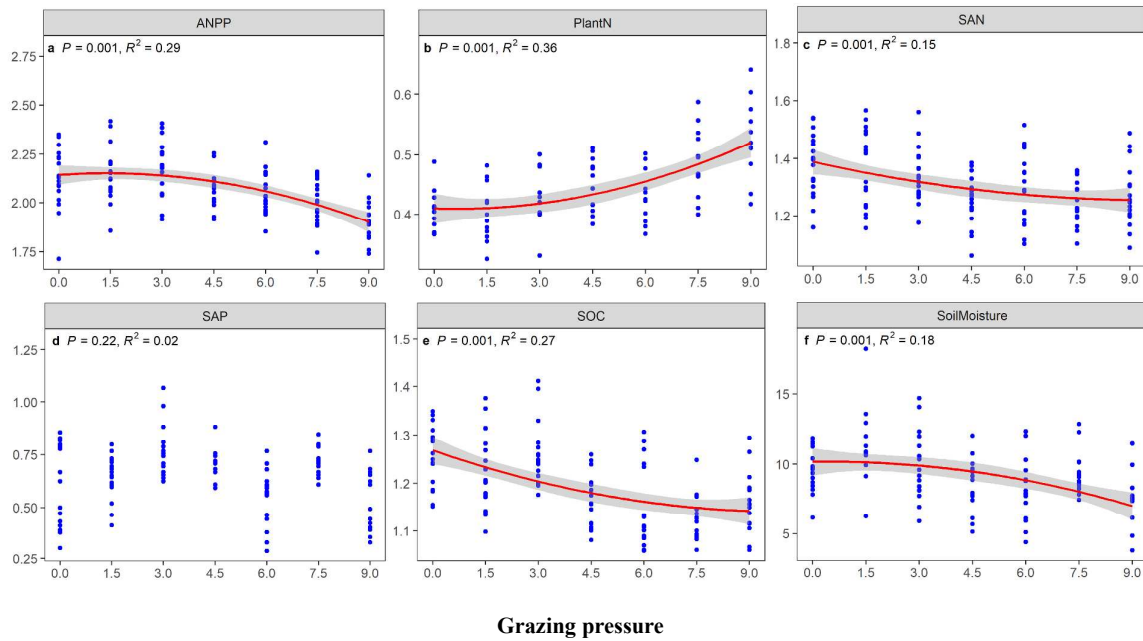 ANPP
a P = 0.001, R² = 0.29
2.75
2.50
2.25
2.00
1.75
0.0 1.5 3.0 4.5 6.0 7.5 9.0
PlantN
b P = 0.001, R² = 0.36
0.6
0.5
0.4
0.0 1.5 3.0 4.5 6.0 7.5 9.0
SAN
c P = 0.001, R² = 0.15
1.8
1.6
1.4
1.2
0.0 1.5 3.0 4.5 6.0 7.5 9.0
SAP
d P = 0.22, R² = 0.02
1.25
1.00
0.75
0.50
0.25
0.0 1.5 3.0 4.5 6.0 7.5 9.0
SOC
e P = 0.001, R² = 0.27
1.5
1.4
1.3
1.2
1.1
0.0 1.5 3.0 4.5 6.0 7.5 9.0
SoilMoisture
f P = 0.001, R² = 0.18
15
10
5
0.0 1.5 3.0 4.5 6.0 7.5 9.0
Grazing pressure